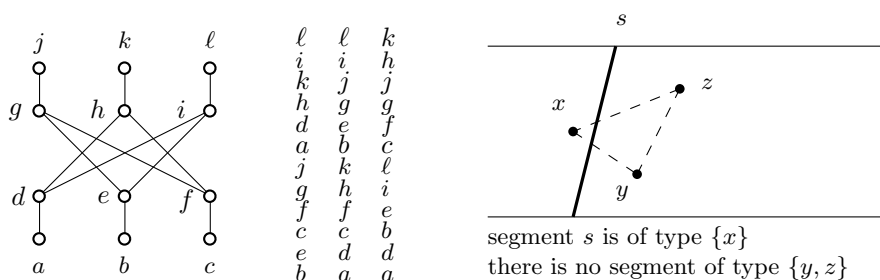 j k ℓ
g h i
d e f
a b c
ℓ ℓ k
i i h
k j j
h g g
d e f
a b c
j k ℓ
g h i
f f e
c c b
e d d
b a a
s
z
x
y
segment s is of type {x}
there is no segment of type {y, z}